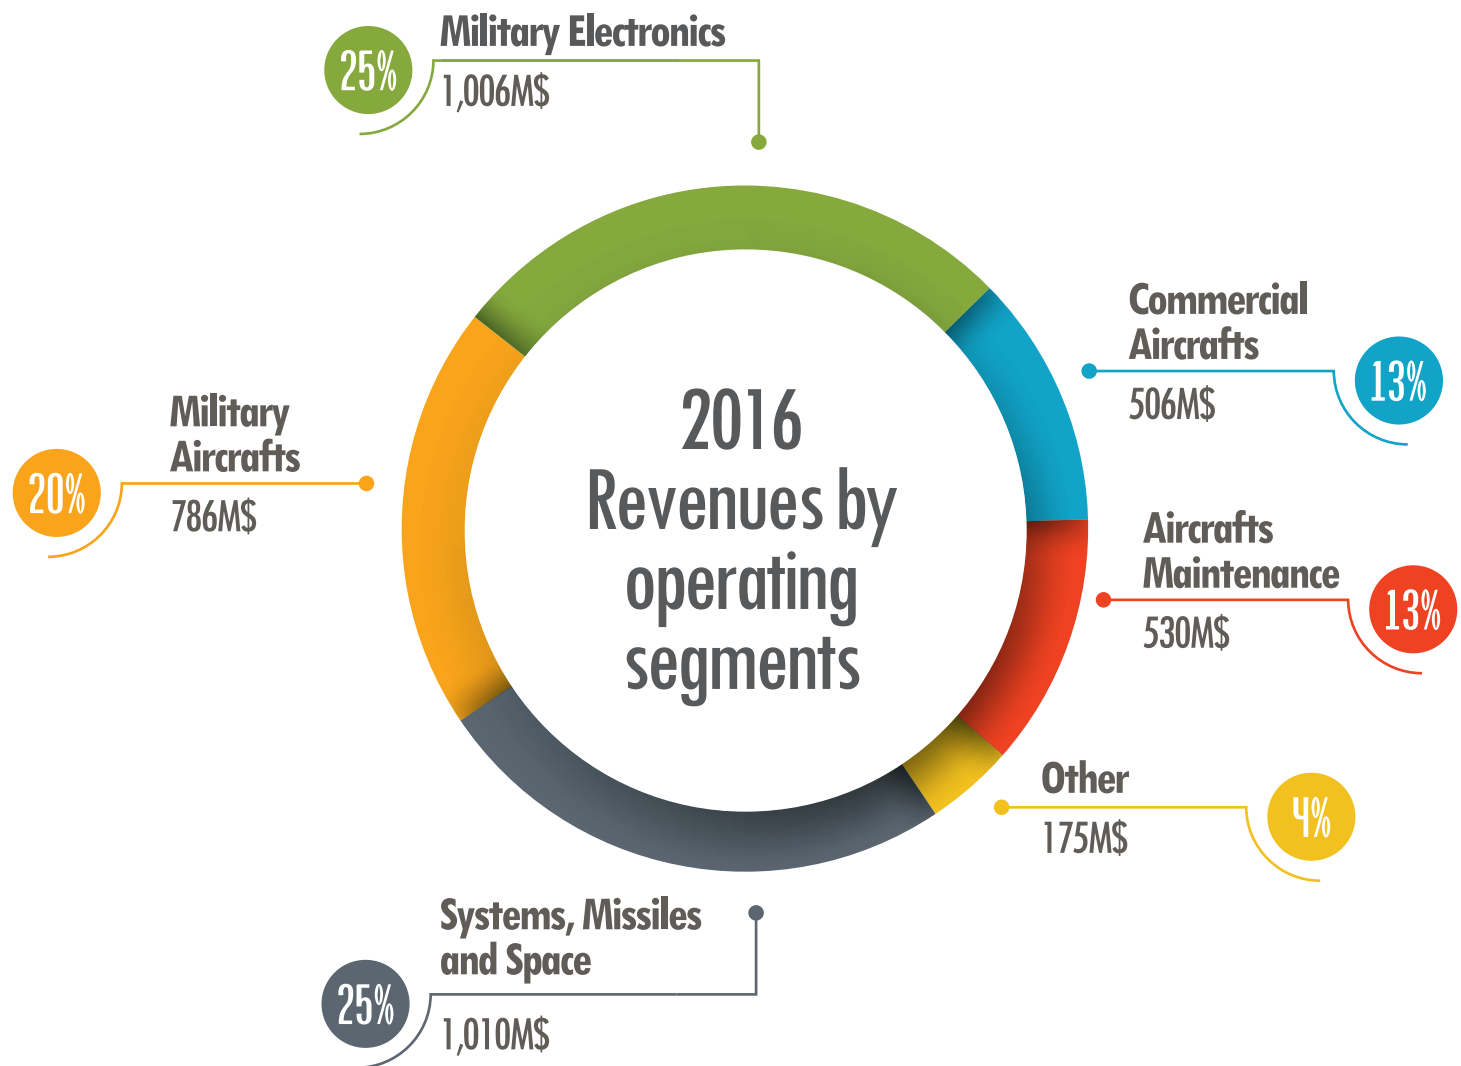 25%
Military Electronics
1,006M$
Commercial
Aircrafts
506M$
13%
Military
Aircrafts
786M$
20%
2016
Revenues by
operating
segments
Aircrafts
Maintenance
530M$
13%
Other
175M$
4%
Systems, Missiles
and Space
1,010M$
25%